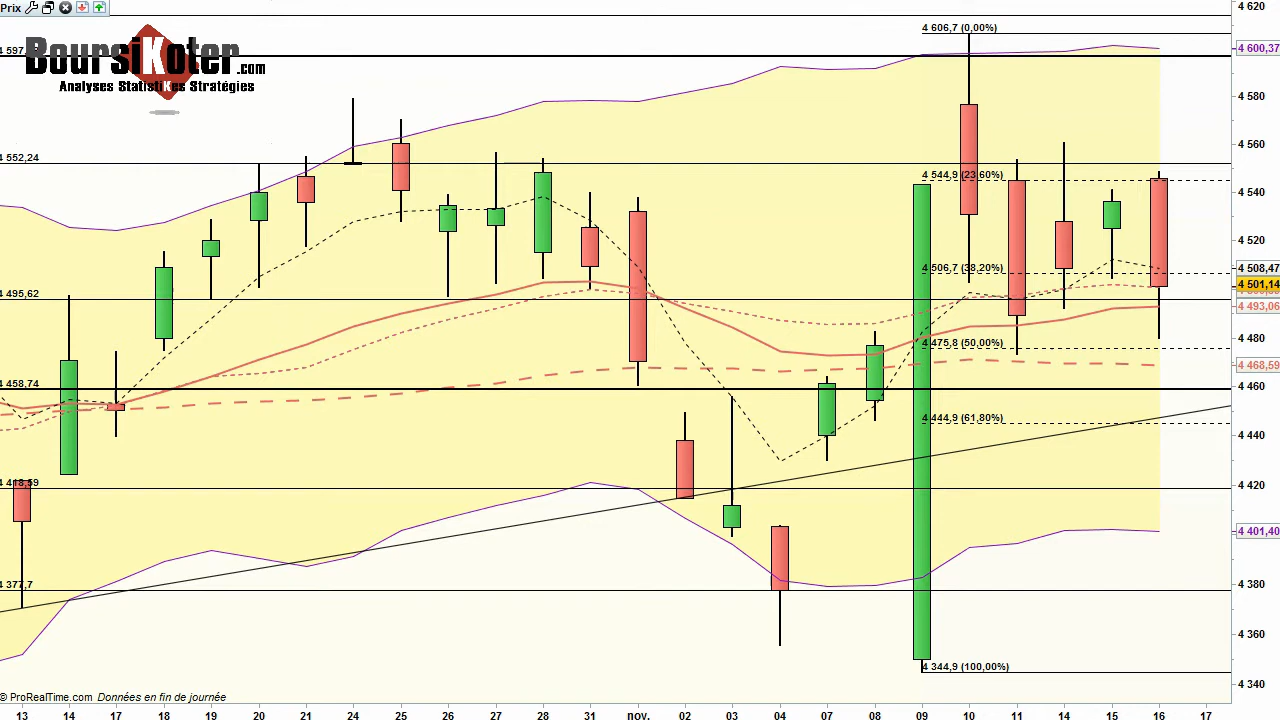 Prix
BoursiKoter.com
Analyses StatistiKes Stratégies
4 597,
4 552,24
4 495,62
4 458,74
4 418,59
4 377,7
4 606,7 (0,00%)
4 544,9 (23,60%)
4 506,7 (38,20%)
4 475,8 (50,00%)
4 444,9 (61,80%)
4 344,9 (100,00%)
4 620
4 600,37
4 580
4 560
4 540
4 520
4 508,47
4 501,14
4 493,06
4 480
4 468,59
4 460
4 440
4 420
4 401,40
4 380
4 360
4 340
© ProRealTime.com Données en fin de journée
13 14 17 18 19 20 21 24 25 26 27 28 31 nov. 02 03 04 07 08 09 10 11 14 15 16 17